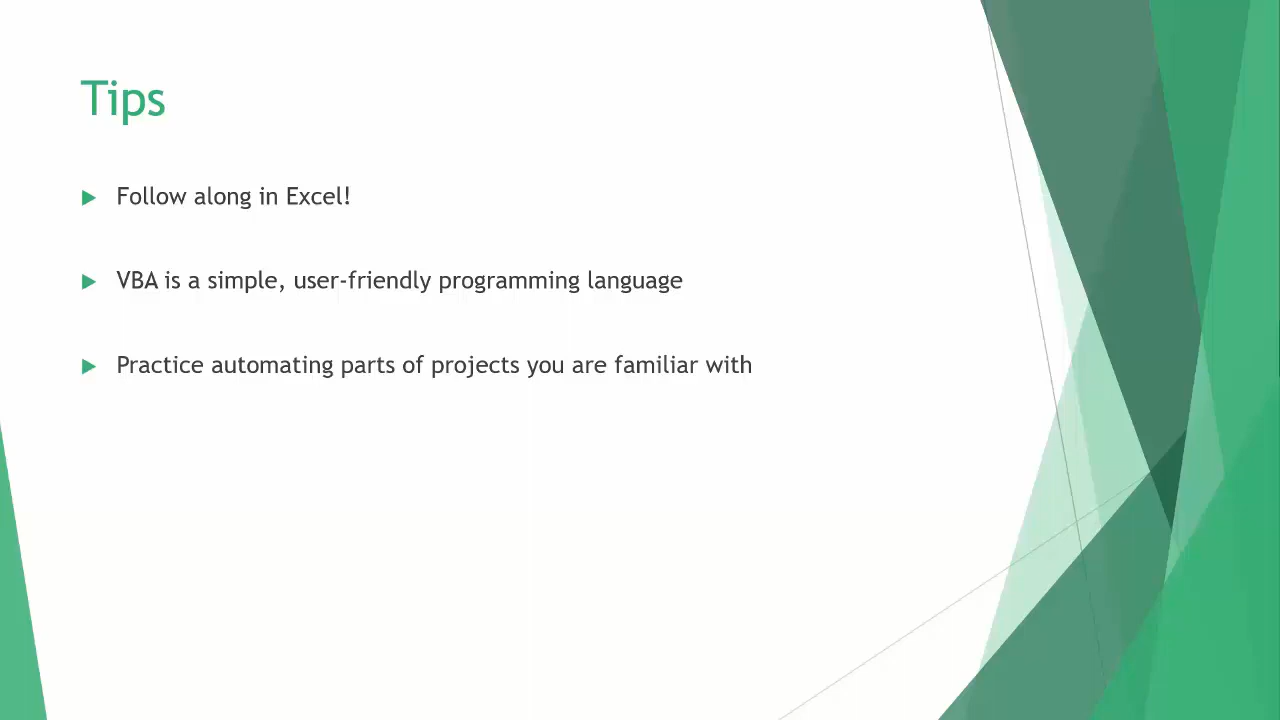 Tips
Follow along in Excel!
VBA is a simple, user-friendly programming language
Practice automating parts of projects you are familiar with